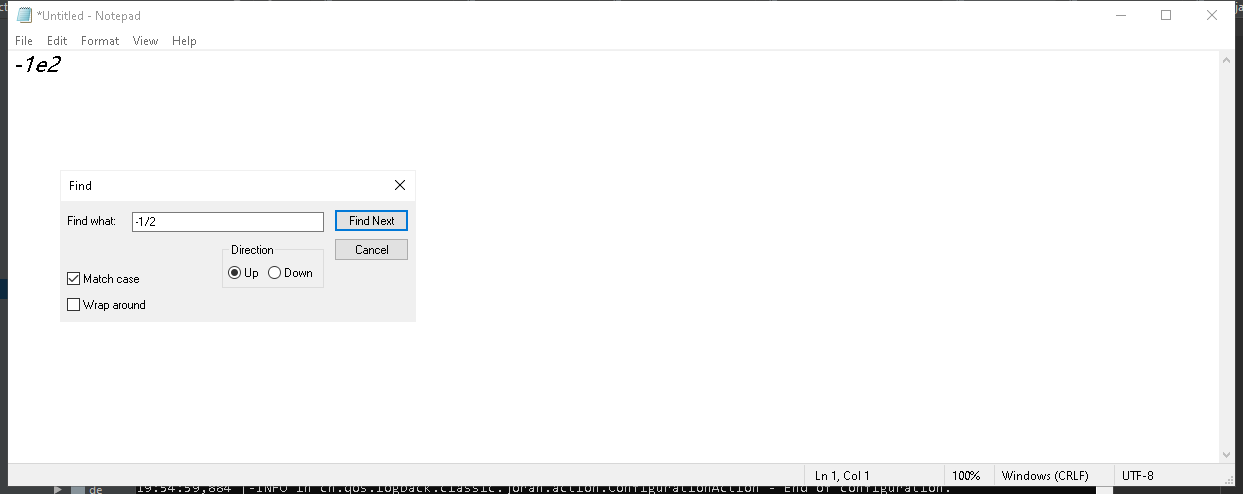 *Untitled - Notepad
File Edit Format View Help
-1e2
Find
Find what: -1/2 Find Next
Direction Cancel
Up Down
Match case
Wrap around
Ln 1, Col 1 100% Windows (CRLF) UTF-8
de 19:54:59,884 |-INFO in ch.qos.logback.classic.joran.action.ConfigurationAction - End of configuration.